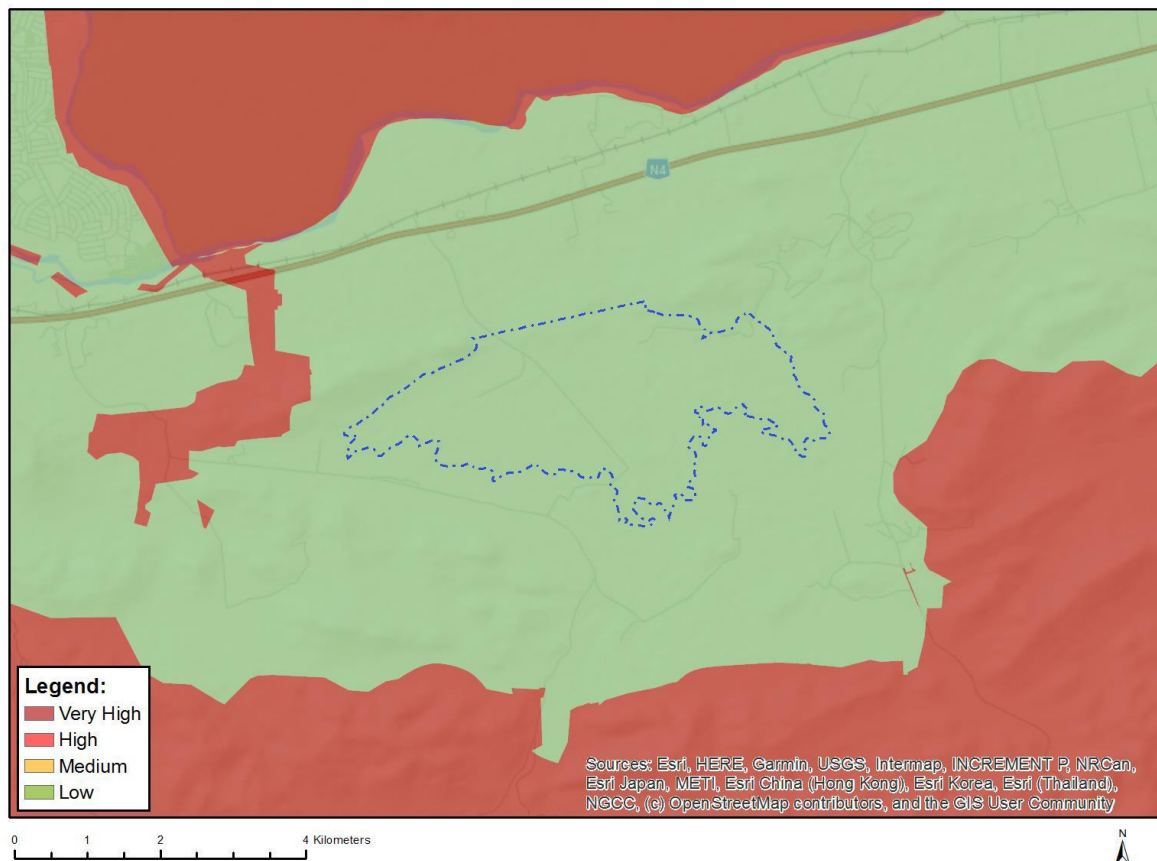 N4
Legend:
Very High
High
Medium
Low
Sources: Esri, HERE, Garmin, USGS, Intermap, INCREMENT P, NRCan,
Esri Japan, METI, Esri China (Hong Kong), Esri Korea, Esri (Thailand),
NGCC, (c) OpenStreetMap contributors, and the GIS User Community
0 1 2 4 Kilometers
N